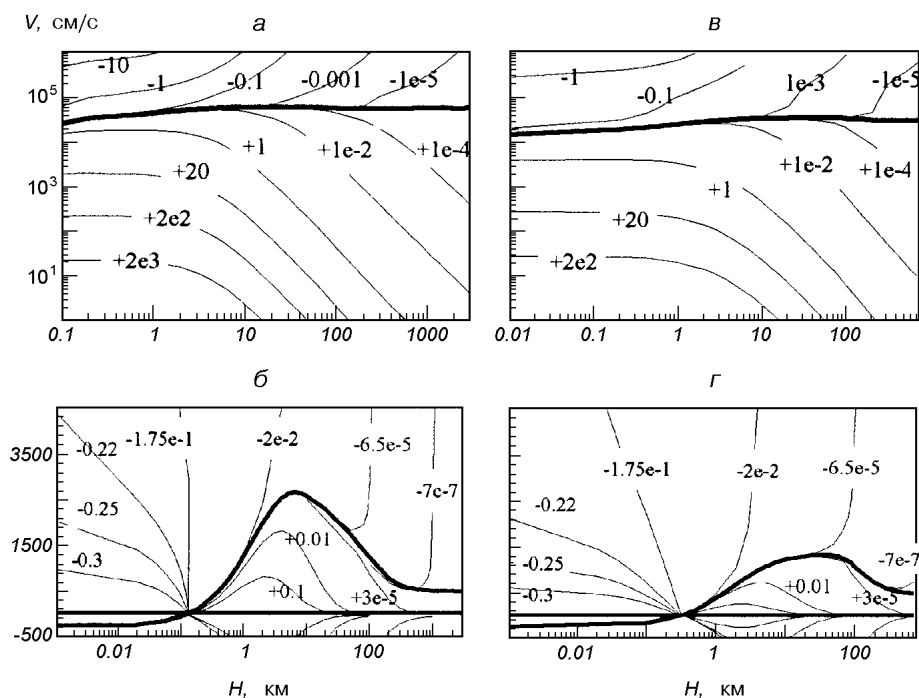 V, см/с
а
в
-10
-1
-0.1
-0.001
-1e-5
+1
+1e-2
+1e-4
+20
+2e2
+2e3
10⁵
10³
10¹
0.1
1
10
100
1000
-1
-0.1
1e-3
-1e-5
+1e-2
+1e-4
+1
+20
+2e2
0.01
0.1
1
10
100
б
г
3500
1500
-500
-0.22
-1.75e-1
-2e-2
-6.5e-5
-7e-7
-0.25
-0.3
+0.01
+0.1
+3e-5
0.01
1
100
-0.22
-1.75e-1
-2e-2
-6.5e-5
-7e-7
-0.25
-0.3
+0.01
+3e-5
0.01
1
100
H, км
H, км